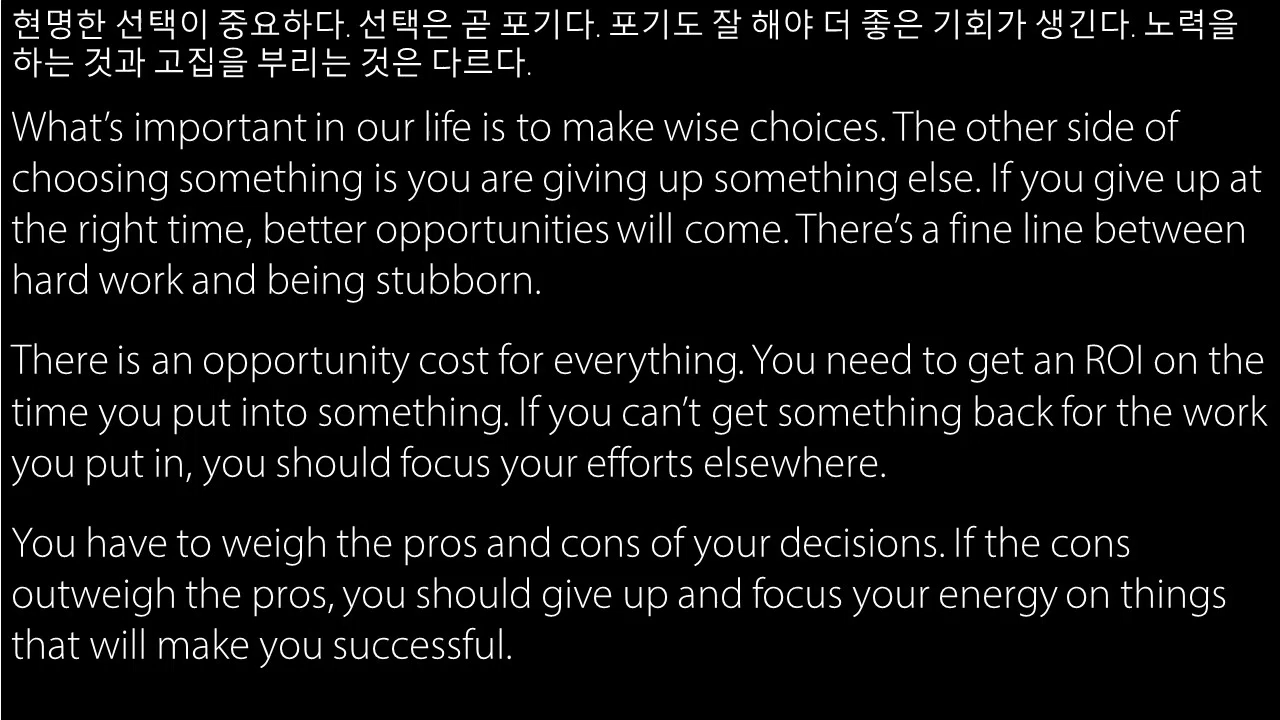 현명한 선택이 중요하다. 선택은 곧 포기다. 포기도 잘 해야 더 좋은 기회가 생긴다. 노력을
하는 것과 고집을 부리는 것은 다르다.
What’s important in our life is to make wise choices. The other side of
choosing something is you are giving up something else. If you give up at
the right time, better opportunities will come. There’s a fine line between
hard work and being stubborn.
There is an opportunity cost for everything. You need to get an ROI on the
time you put into something. If you can’t get something back for the work
you put in, you should focus your efforts elsewhere.
You have to weigh the pros and cons of your decisions. If the cons
outweigh the pros, you should give up and focus your energy on things
that will make you successful.